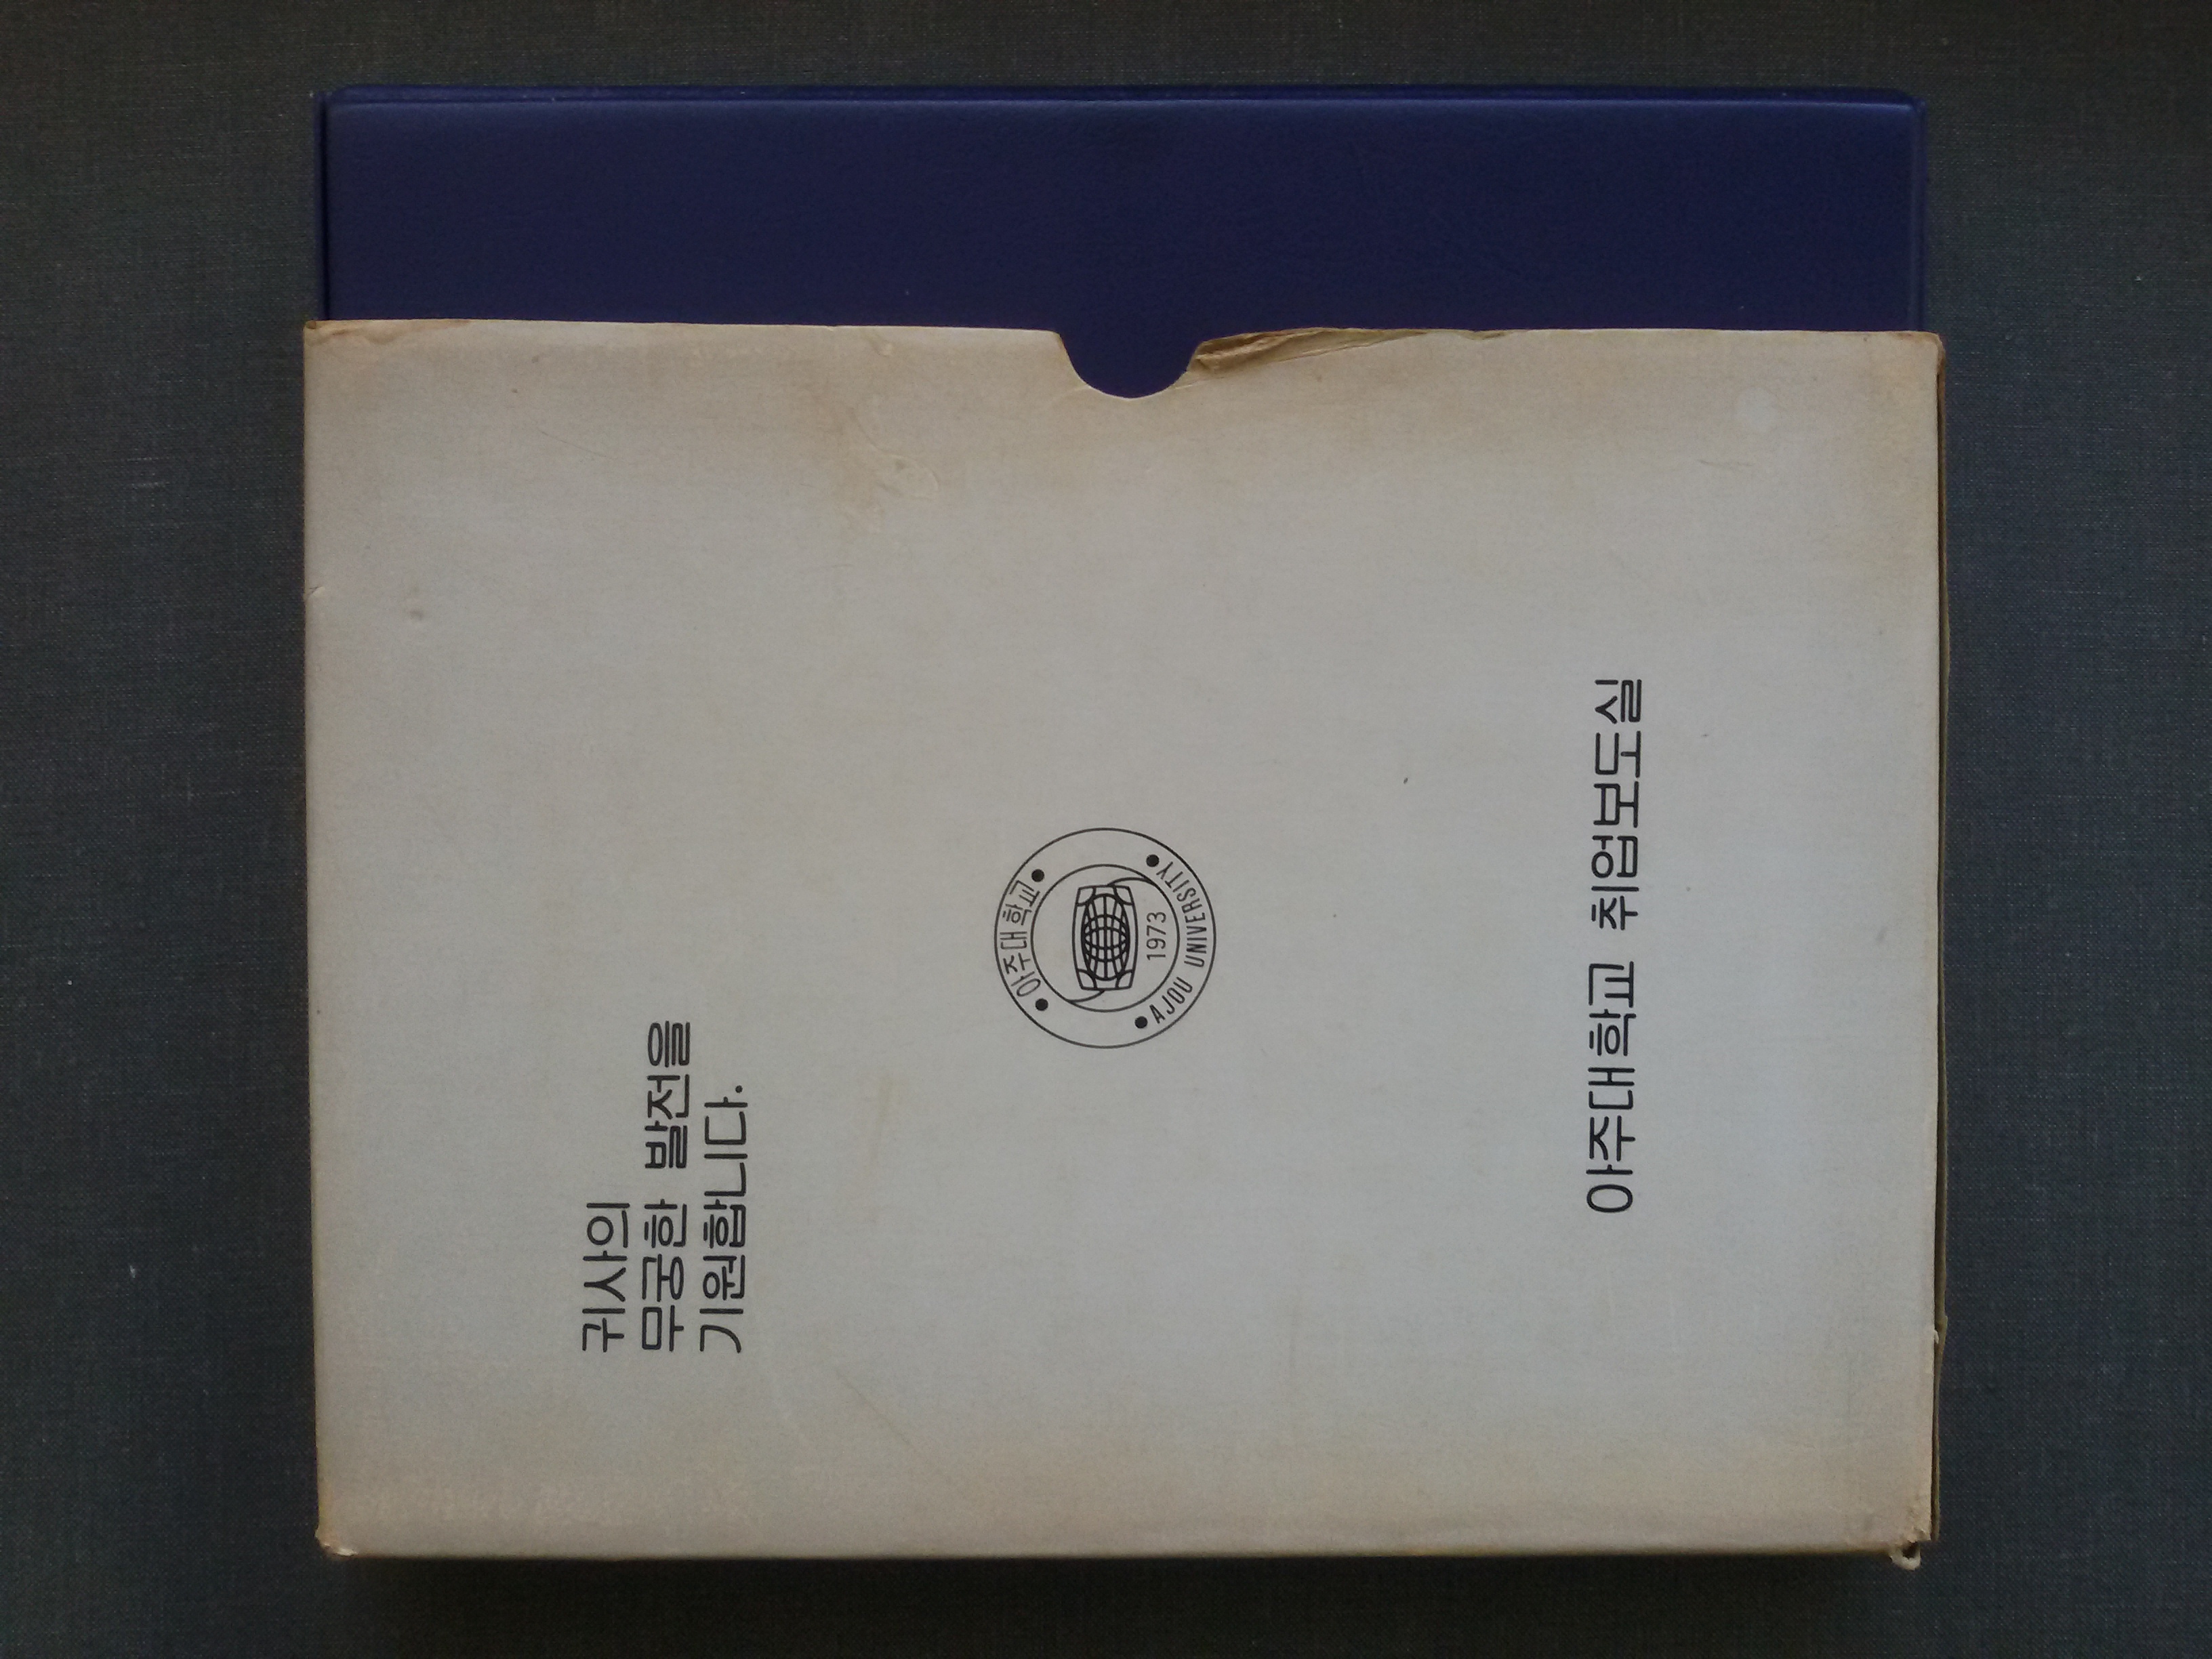 귀사의
무궁한 발전을
기원합니다.
아주대학교
1973
AJOU UNIVERSITY
아주대학교 취업보도실